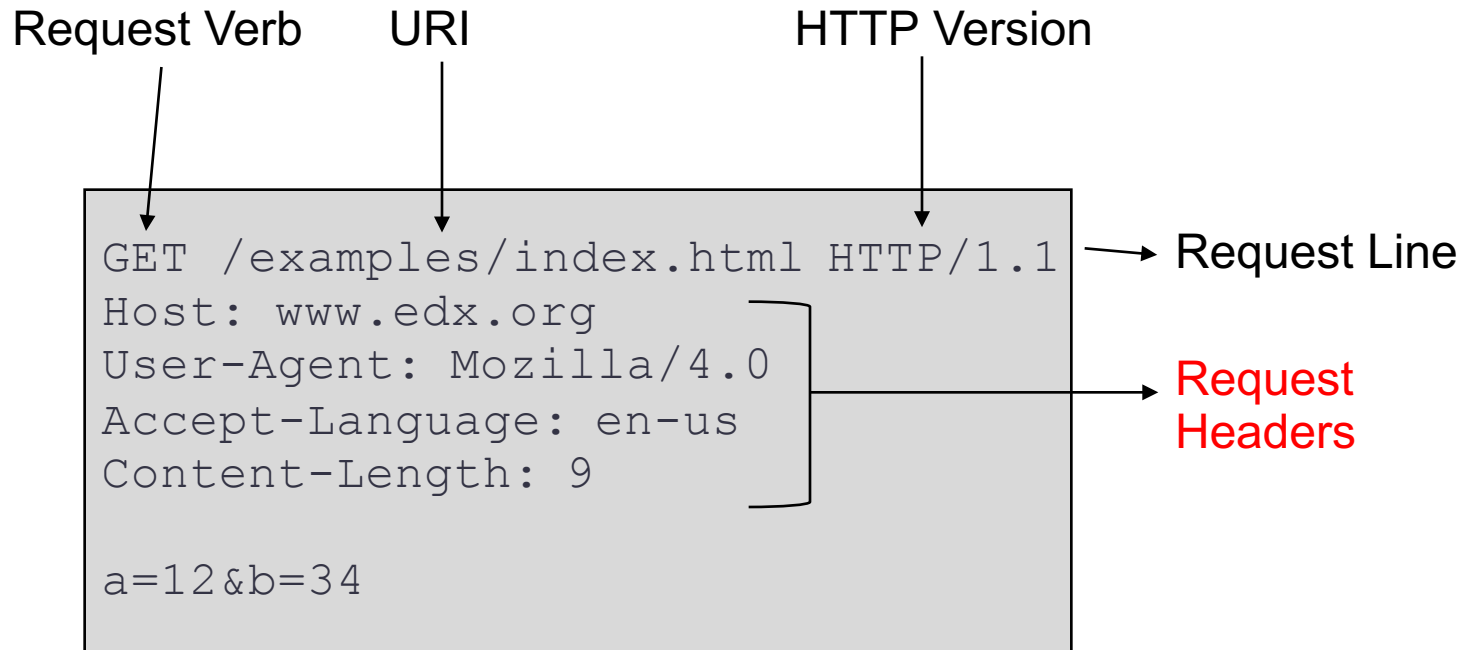 Request Verb URI HTTP Version
GET /examples/index.html HTTP/1.1 Request Line
Host: www.edx.org
User-Agent: Mozilla/4.0
Accept-Language: en-us
Content-Length: 9
Request
Headers
a=12&b=34